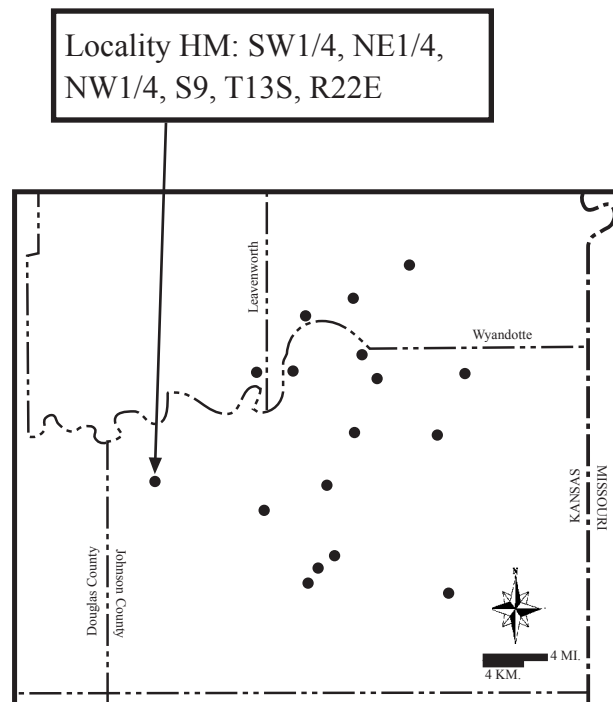 Locality HM: SW1/4, NE1/4,
NW1/4, S9, T13S, R22E
Leavenworth
Wyandotte
KANSAS
MISSOURI
Douglas County
Johnson County
N
4 MI.
4 KM.